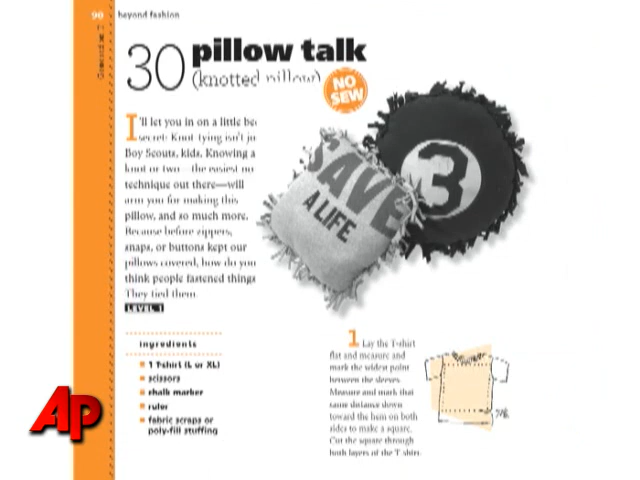 90 beyond fashion
Generation T
30 pillow talk
(knotted pillow)
NO
SEW
I'll let you in on a little
secret: Knot tying isn't
Boy Scouts, kids. Knowing a
knot or two—the easiest no
technique out there—will
arm you for making this
pillow, and so much more.
Because before zippers,
snaps, or buttons kept our
pillows covered, how do you
think people fastened things
They tied them.
LEVEL 1
SAVE
A LIFE
3
ingredients
1 T-shirt (L or XL)
scissors
chalk marker
ruler
fabric scraps or
poly-fill stuffing
1 Lay the T-shirt
flat and measure and
mark the widest point
between the sleeves.
Measure and mark that
same distance down
toward the hem on both
sides to make a square.
Cut the square through
both layers of the T-shirt.
AP